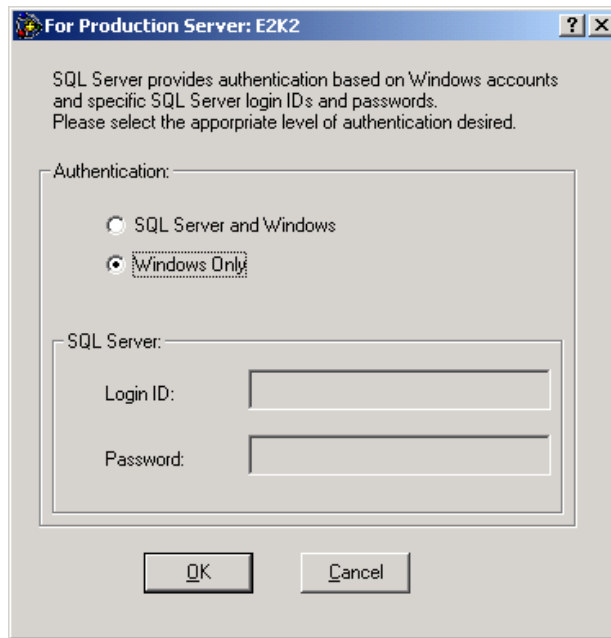 For Production Server: E2K2
SQL Server provides authentication based on Windows accounts
and specific SQL Server login IDs and passwords.
Please select the apporpriate level of authentication desired.
Authentication:
SQL Server and Windows
Windows Only
SQL Server:
Login ID:
Password:
OK
Cancel